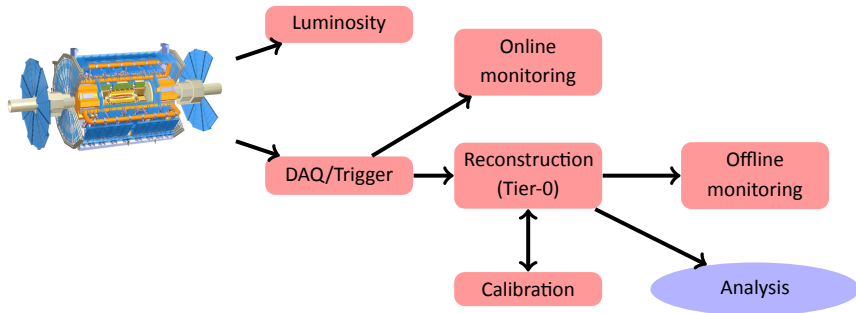 Luminosity
Online
monitoring
DAQ/Trigger
Reconstruction
(Tier-0)
Offline
monitoring
Calibration
Analysis